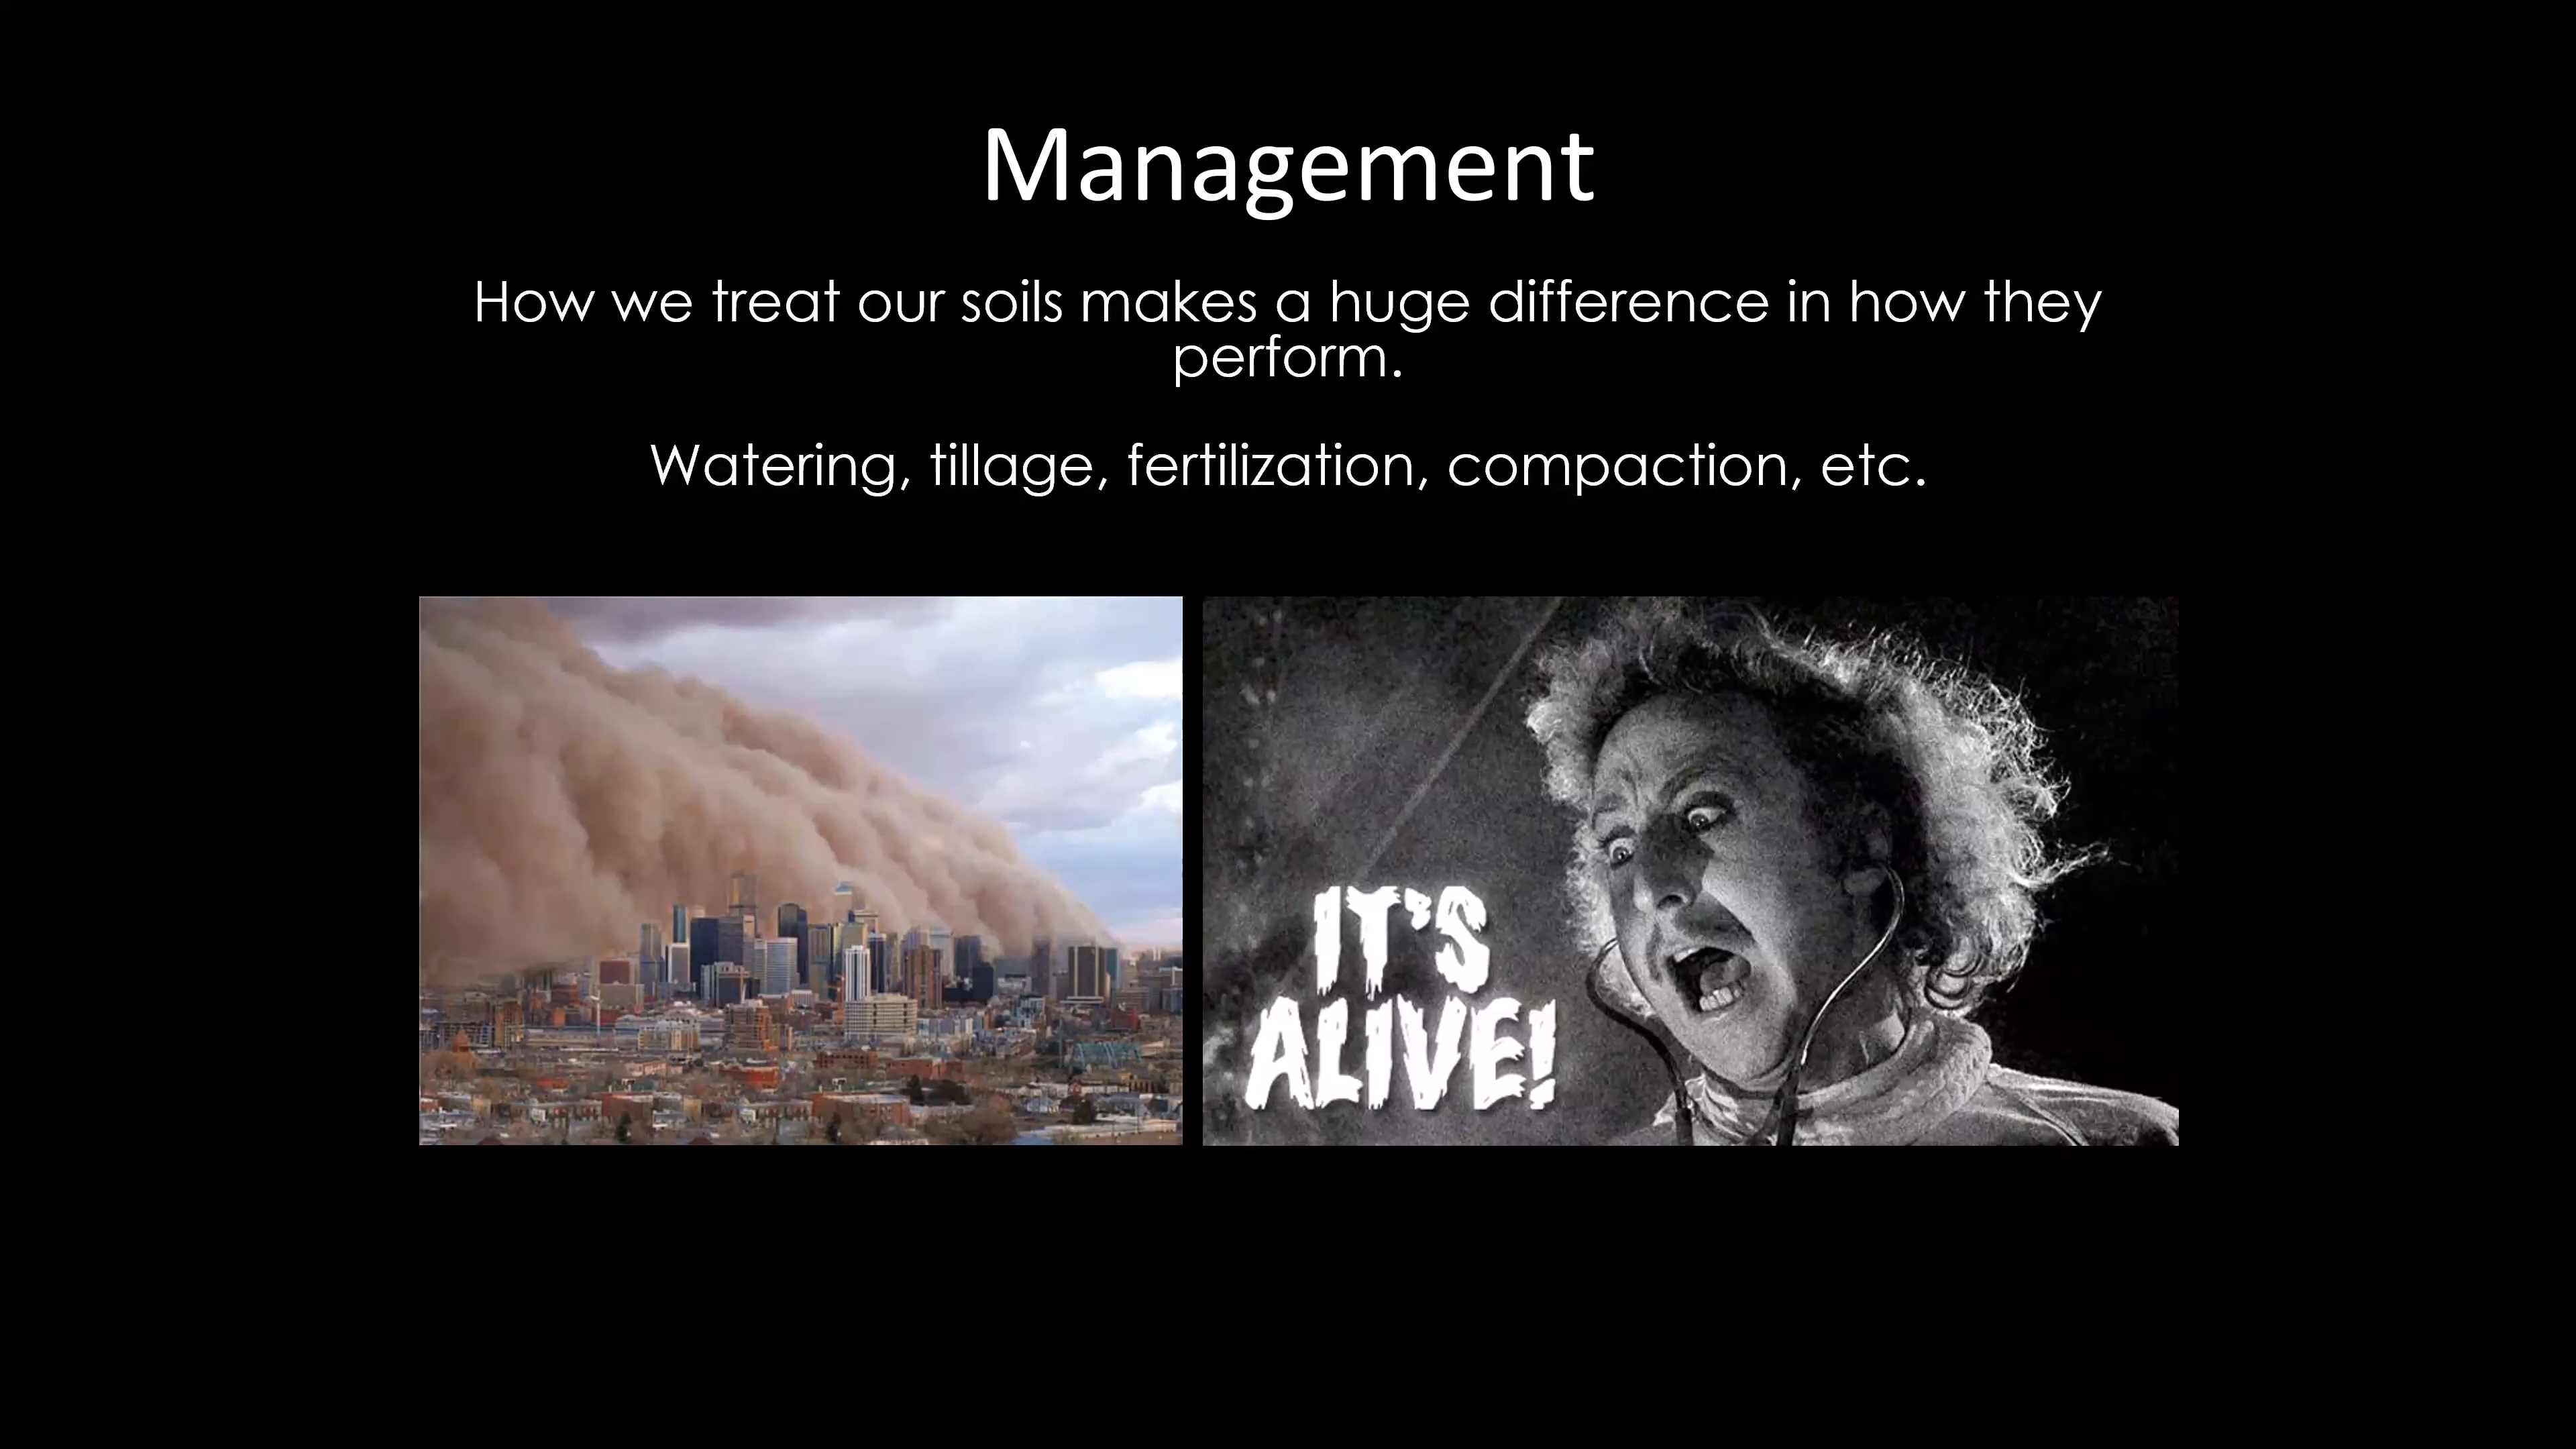 Management
How we treat our soils makes a huge difference in how they
perform.
Watering, tillage, fertilization, compaction, etc.
IT'S
ALIVE!